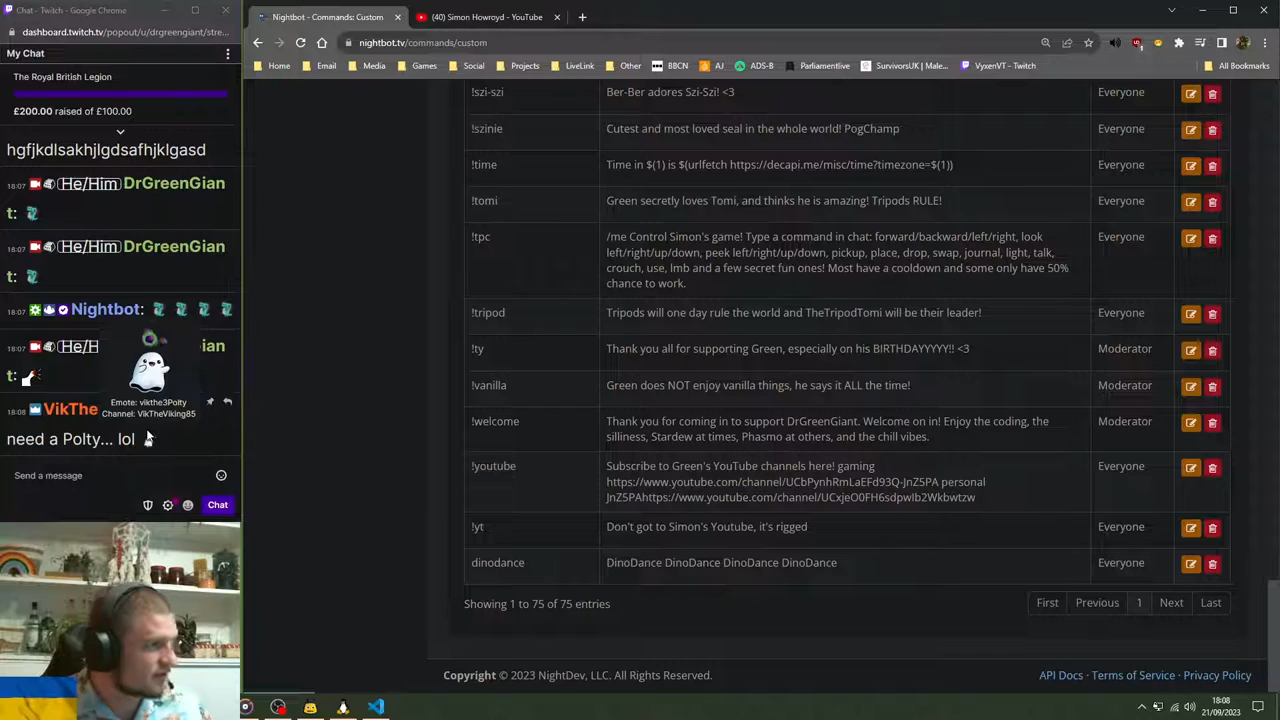 Chat - Twitch - Google Chrome
dashboard.twitch.tv/popout/u/drgreengiant/stre...
My Chat
The Royal British Legion
£200.00 raised of £100.00
hgfjkdlsakhjlgdsafhjklgasd
18:07 He/Him DrGreenGian
t:
18:07 He/Him DrGreenGian
t:
18:07 Nightbot:
18:07 He/H ian
t:
Emote: vikthe3Polty
Channel: VikTheViking85
18:08 VikThe
need a Polty... lol
Send a message
Chat
Nightbot - Commands: Custom
(40) Simon Howroyd - YouTube
nightbot.tv/commands/custom
Home Email Media Games Social Projects LiveLink Other BBCN AJ ADS-B Parliamentlive SurvivorsUK | Male... VyxenVT - Twitch All Bookmarks
!szi-szi Ber-Ber adores Szi-Szi! <3 Everyone
!szinie Cutest and most loved seal in the whole world! PogChamp Everyone
!time Time in $(1) is $(urlfetch https://decapi.me/misc/time?timezone=$(1)) Everyone
!tomi Green secretly loves Tomi, and thinks he is amazing! Tripods RULE! Everyone
!tpc /me Control Simon's game! Type a command in chat: forward/backward/left/right, look Everyone
left/right/up/down, peek left/right/up/down, pickup, place, drop, swap, journal, light, talk,
crouch, use, lmb and a few secret fun ones! Most have a cooldown and some only have 50%
chance to work.
!tripod Tripods will one day rule the world and TheTripodTomi will be their leader! Everyone
!ty Thank you all for supporting Green, especially on his BIRTHDAYYYYY!! <3 Moderator
!vanilla Green does NOT enjoy vanilla things, he says it ALL the time! Moderator
!welcome Thank you for coming in to support DrGreenGiant. Welcome on in! Enjoy the coding, the Moderator
silliness, Stardew at times, Phasmo at others, and the chill vibes.
!youtube Subscribe to Green's YouTube channels here! gaming Everyone
https://www.youtube.com/channel/UCbPynhRmLaEFd93Q-JnZ5PA personal
JnZ5PAhttps://www.youtube.com/channel/UCxjeO0FH6sdpwIb2Wkbwtzw
!yt Don't got to Simon's Youtube, it's rigged Everyone
dinodance DinoDance DinoDance DinoDance DinoDance Everyone
Showing 1 to 75 of 75 entries
First Previous 1 Next Last
Copyright © 2023 NightDev, LLC. All Rights Reserved.
API Docs · Terms of Service · Privacy Policy
18:08
21/09/2023